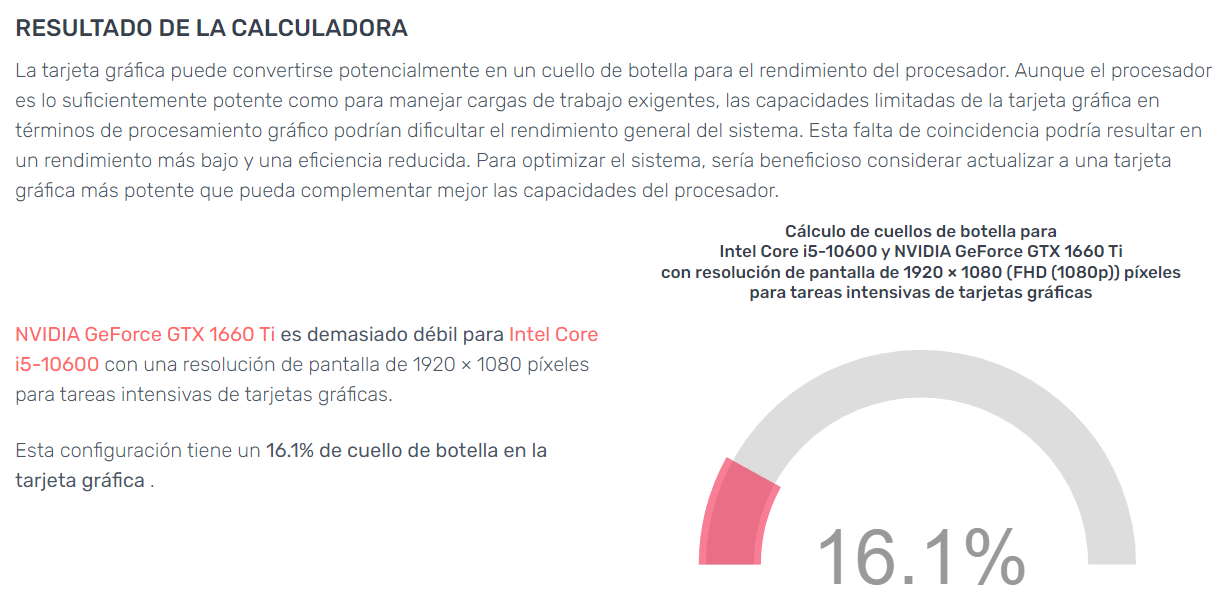 RESULTADO DE LA CALCULADORA
La tarjeta gráfica puede convertirse potencialmente en un cuello de botella para el rendimiento del procesador. Aunque el procesador
es lo suficientemente potente como para manejar cargas de trabajo exigentes, las capacidades limitadas de la tarjeta gráfica en
términos de procesamiento gráfico podrían dificultar el rendimiento general del sistema. Esta falta de coincidencia podría resultar en
un rendimiento más bajo y una eficiencia reducida. Para optimizar el sistema, sería beneficioso considerar actualizar a una tarjeta
gráfica más potente que pueda complementar mejor las capacidades del procesador.
Cálculo de cuellos de botella para
Intel Core i5-10600 y NVIDIA GeForce GTX 1660 Ti
con resolución de pantalla de 1920 × 1080 (FHD (1080p)) píxeles
para tareas intensivas de tarjetas gráficas
NVIDIA GeForce GTX 1660 Ti es demasiado débil para Intel Core
i5-10600 con una resolución de pantalla de 1920 × 1080 píxeles
para tareas intensivas de tarjetas gráficas.
Esta configuración tiene un 16.1% de cuello de botella en la
tarjeta gráfica .
16.1%